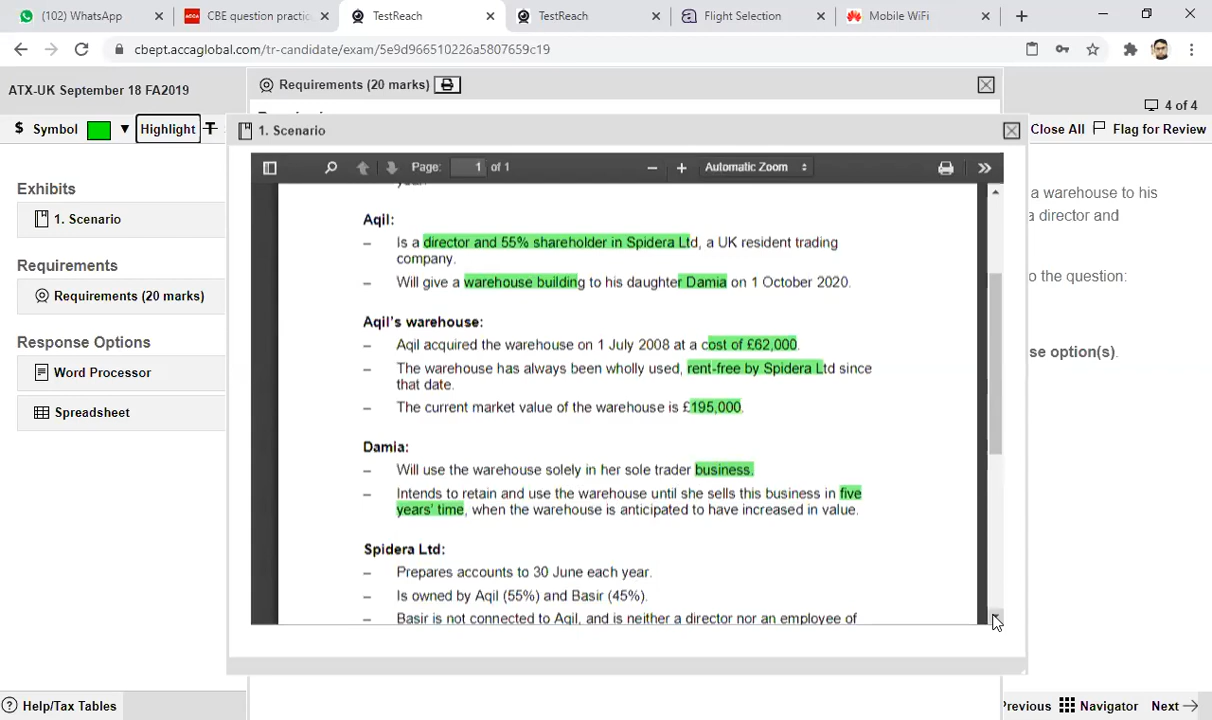 (102) WhatsApp
CBE question practic
TestReach
TestReach
Flight Selection
Mobile WiFi
cbept.accaglobal.com/tr-candidate/exam/5e9d966510226a5807659c19
ATX-UK September 18 FA2019
Requirements (20 marks)
4 of 4
$ Symbol
Highlight
T
1. Scenario
Close All
Flag for Review
Page: 1 of 1
Automatic Zoom
Exhibits
1. Scenario
Requirements
Requirements (20 marks)
Response Options
Word Processor
Spreadsheet
Aqil:
– Is a director and 55% shareholder in Spidera Ltd, a UK resident trading
company.
– Will give a warehouse building to his daughter Damia on 1 October 2020.
Aqil's warehouse:
– Aqil acquired the warehouse on 1 July 2008 at a cost of £62,000.
– The warehouse has always been wholly used, rent-free by Spidera Ltd since
that date.
– The current market value of the warehouse is £195,000.
Damia:
– Will use the warehouse solely in her sole trader business.
– Intends to retain and use the warehouse until she sells this business in five
years' time, when the warehouse is anticipated to have increased in value.
Spidera Ltd:
– Prepares accounts to 30 June each year.
– Is owned by Aqil (55%) and Basir (45%).
– Basir is not connected to Aqil, and is neither a director nor an employee of
a warehouse to his
a director and
o the question:
se option(s).
Help/Tax Tables
Previous
Navigator
Next